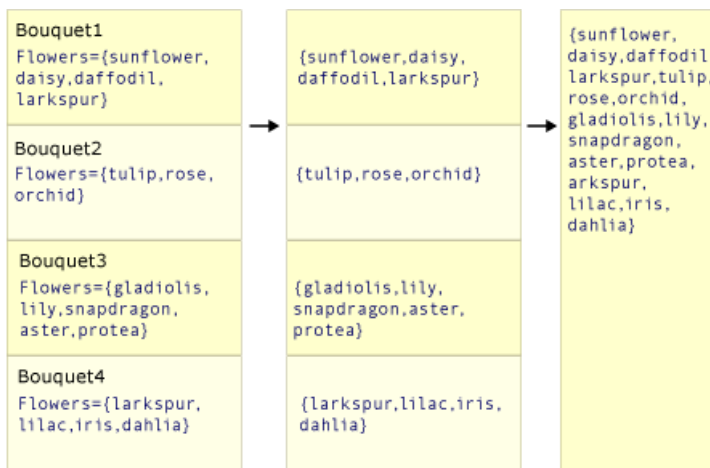 Bouquet1
Flowers={sunflower,
daisy,daffodil,
larkspur}
Bouquet2
Flowers={tulip,rose,
orchid}
Bouquet3
Flowers={gladiolis,
lily,snapdragon,
aster,protea}
Bouquet4
Flowers={larkspur,
lilac,iris,dahlia}
{sunflower,daisy,
daffodil,larkspur}
{tulip,rose,orchid}
{gladiolis,lily,
snapdragon,aster,
protea}
{larkspur,lilac,iris,
dahlia}
{sunflower,
daisy,daffodil
larkspur,tulip,
rose,orchid,
gladiolis,lily,
snapdragon,
aster,protea,
arkspur,
lilac,iris,
dahlia}